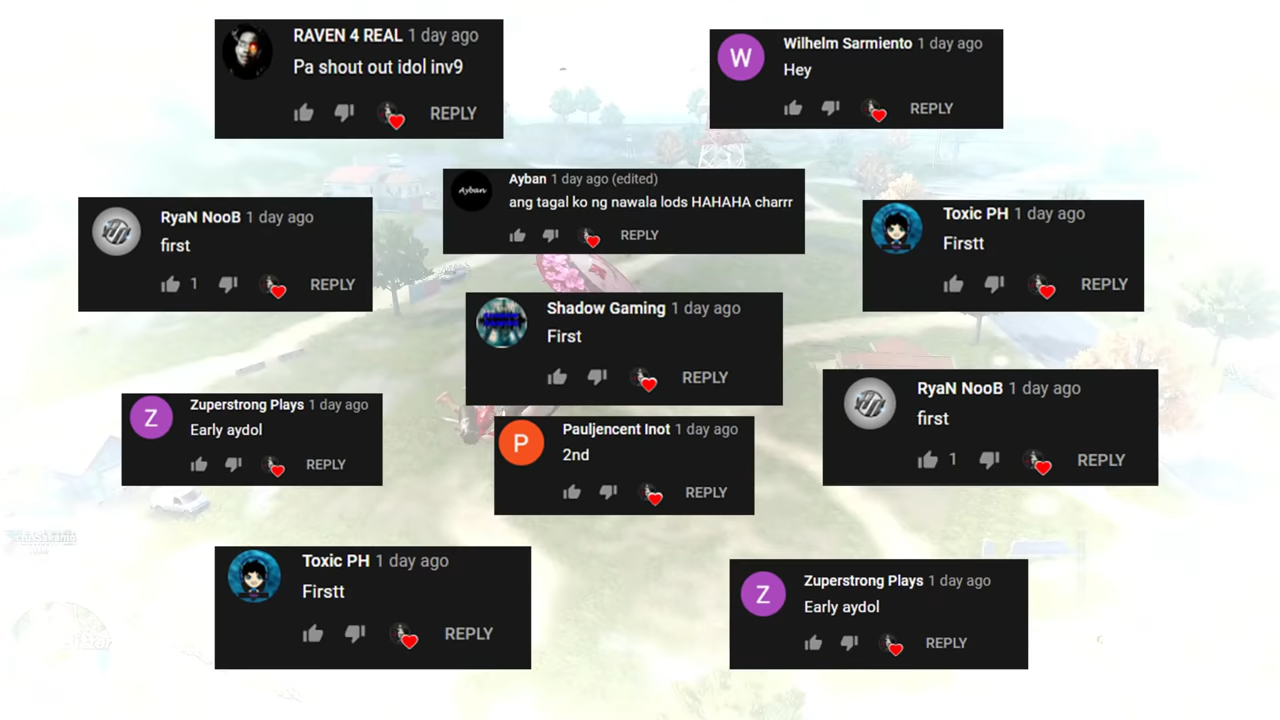 RAVEN 4 REAL 1 day ago
Pa shout out idol inv9
REPLY
W
Wilhelm Sarmiento 1 day ago
Hey
REPLY
Ayban
Ayban 1 day ago (edited)
ang tagal ko ng nawala lods HAHAHA charrr
REPLY
RyaN NooB 1 day ago
first
1 REPLY
Toxic PH 1 day ago
Firstt
REPLY
Shadow Gaming 1 day ago
First
REPLY
Z
Zuperstrong Plays 1 day ago
Early aydol
REPLY
P
Pauljencent Inot 1 day ago
2nd
REPLY
RyaN NooB 1 day ago
first
1 REPLY
Toxic PH 1 day ago
Firstt
REPLY
Z
Zuperstrong Plays 1 day ago
Early aydol
REPLY